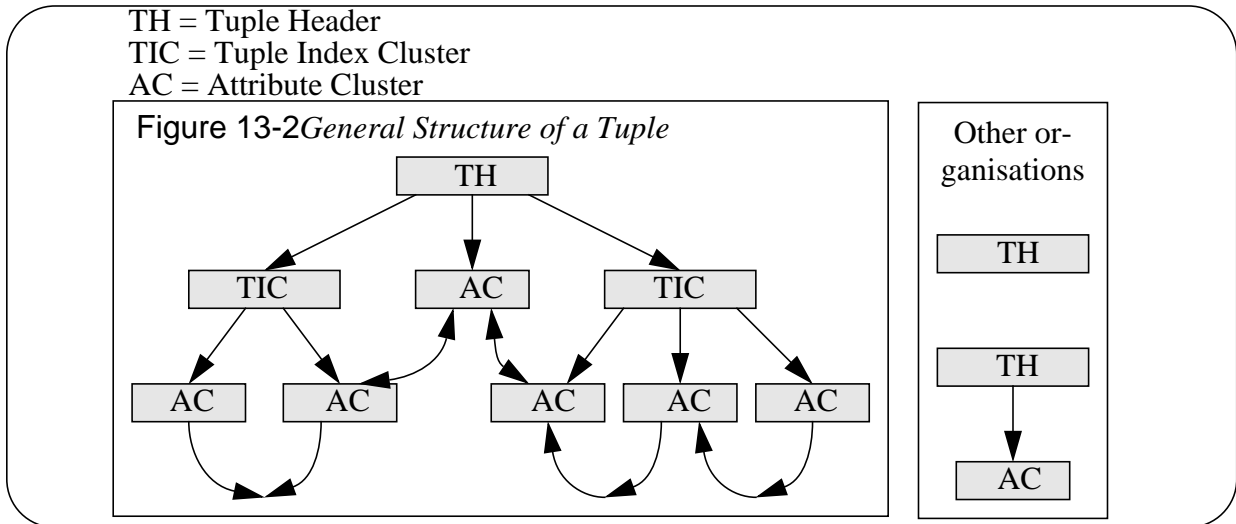 TH = Tuple Header
TIC = Tuple Index Cluster
AC = Attribute Cluster
Figure 13-2General Structure of a Tuple
TH
TIC
AC
TIC
AC
AC
AC
AC
AC
Other or-
ganisations
TH
TH
AC